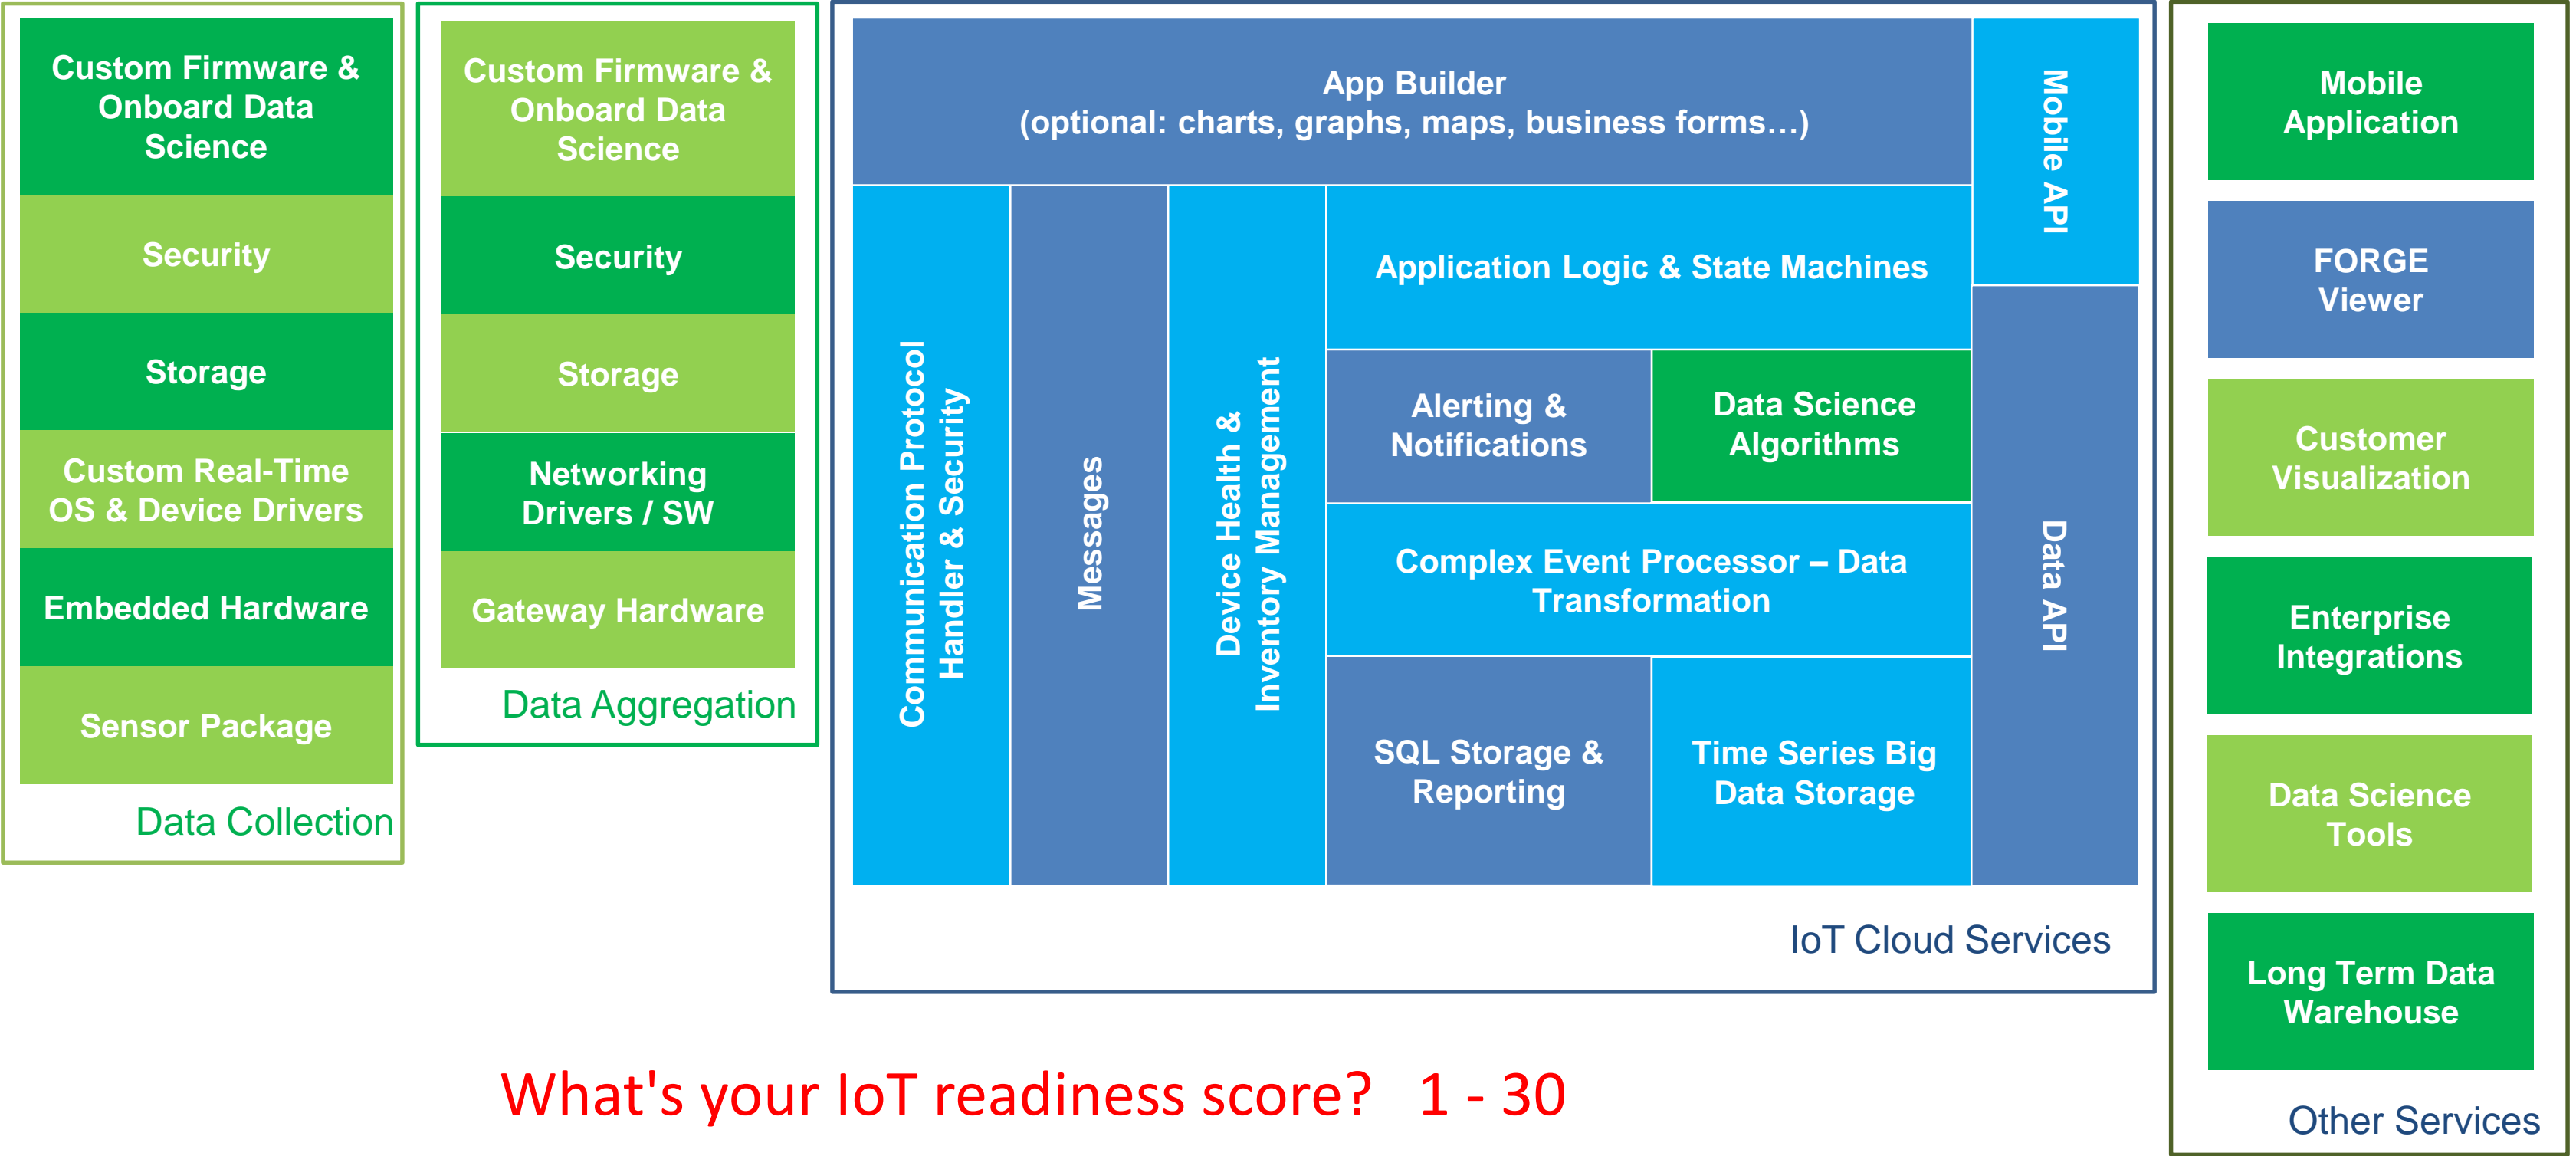 Custom Firmware &
Onboard Data
Science
Security
Storage
Custom Real-Time
OS & Device Drivers
Embedded Hardware
Sensor Package
Data Collection
Custom Firmware &
Onboard Data
Science
Security
Storage
Networking
Drivers / SW
Gateway Hardware
Data Aggregation
App Builder
(optional: charts, graphs, maps, business forms…)
Mobile API
Communication Protocol
Handler & Security
Messages
Device Health &
Inventory Management
Application Logic & State Machines
Alerting &
Notifications
Data Science
Algorithms
Complex Event Processor – Data
Transformation
SQL Storage &
Reporting
Time Series Big
Data Storage
Data API
IoT Cloud Services
Mobile
Application
FORGE
Viewer
Customer
Visualization
Enterprise
Integrations
Data Science
Tools
Long Term Data
Warehouse
Other Services
What's your IoT readiness score?   1 - 30